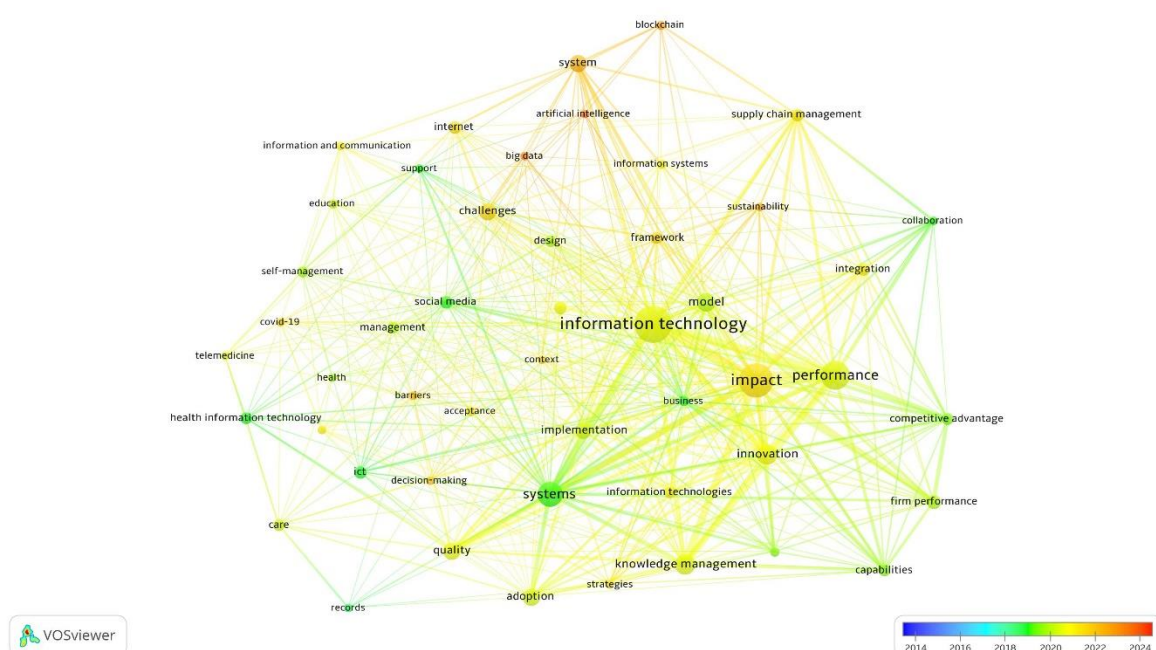 blockchain
system
artificial intelligence
supply chain management
internet
information and communication
big data
information systems
support
education
sustainability
challenges
collaboration
design
framework
self-management
integration
social media
model
covid-19
information technology
management
telemedicine
context
health
impact
performance
barriers
business
acceptance
health information technology
competitive advantage
implementation
innovation
ict
decision-making
systems
information technologies
firm performance
care
quality
knowledge management
capabilities
strategies
adoption
records
VOSviewer
2014 2016 2018 2020 2022 2024